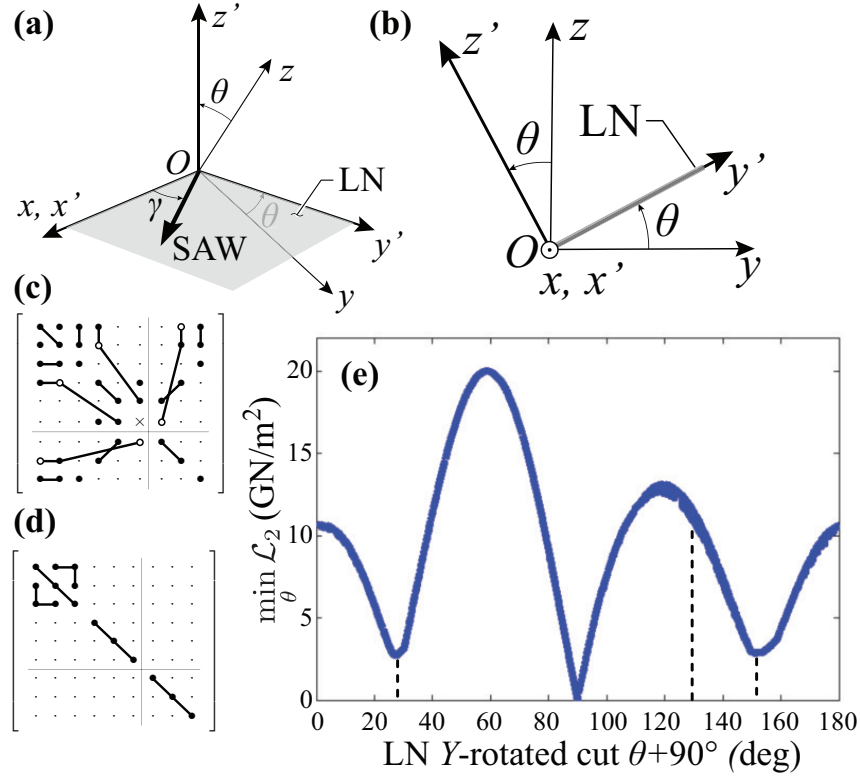 (a)
z’
z
θ
O
LN
θ
x, x’
γ
SAW
y’
y
(b)
z’
z
LN
θ
y’
θ
O
x, x’
y
(c)
(d)
(e)
min ℒ₂ (GN/m²)
θ
20
15
10
5
0
0 20 40 60 80 100 120 140 160 180
LN Y-rotated cut θ+90° (deg)